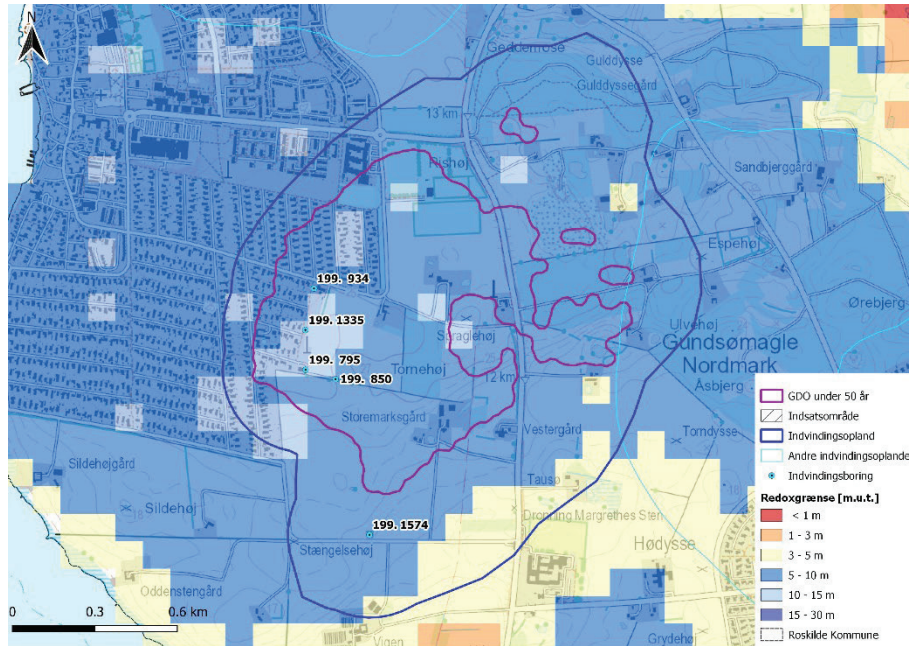 N
Geddemose
Gulddysse
Gulddyssegård
13 km
Rishøj
Sandbjerggård
Espehøj
199. 934
Ørebjerg
199. 1335
Ulvehøj
Gundsømagle
Nordmark
199. 795
Tornehøj
199. 850
12 km
Åsbjerg
Storemarksgård
Vestergård
Torndysse
Sildehøjgård
Tausø
Sildehøj
18
Dronning Margrethes Sten
199. 1574
Hødysse
Stængelsehøj
Oddenstengård
Vigen
Grydehøj
0 0.3 0.6 km
GDO under 50 år
Indsatsområde
Indvindingsopland
Andre indvindingsoplande
Indvindingsboring
Redoxgrænse [m.u.t.]
< 1 m
1 - 3 m
3 - 5 m
5 - 10 m
10 - 15 m
15 - 30 m
Roskilde Kommune